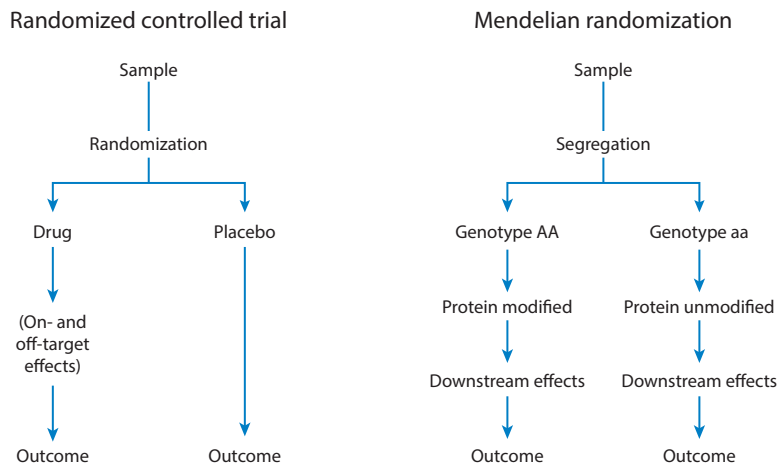 Randomized controlled trial
Sample
Randomization
Drug
Placebo
(On- and
off-target
effects)
Outcome
Outcome
Mendelian randomization
Sample
Segregation
Genotype AA
Genotype aa
Protein modified
Protein unmodified
Downstream effects
Downstream effects
Outcome
Outcome